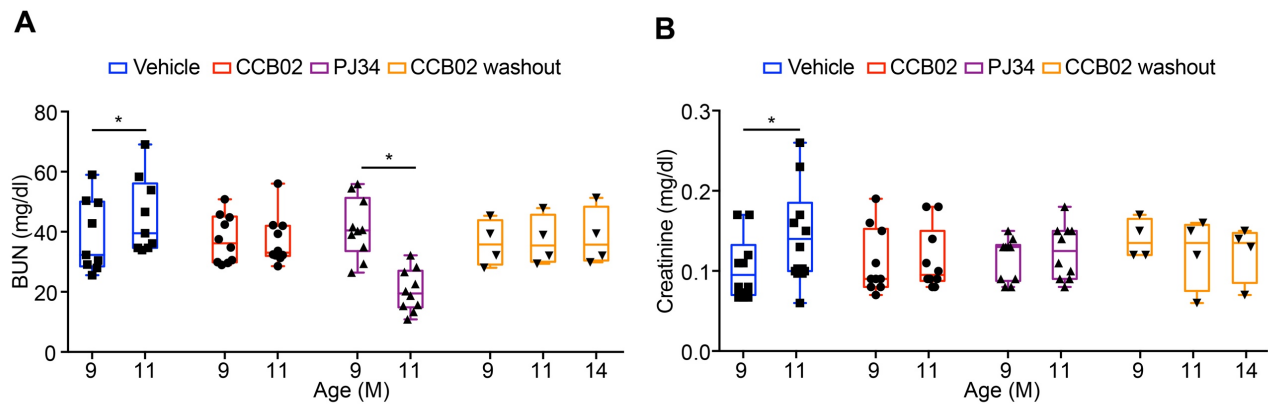 A
Vehicle CCB02 PJ34 CCB02 washout
BUN (mg/dl)
80
60
40
20
0
*
*
9 11 9 11 9 11 9 11 14
Age (M)
B
Vehicle CCB02 PJ34 CCB02 washout
Creatinine (mg/dl)
0.3
0.2
0.1
0.0
*
9 11 9 11 9 11 9 11 14
Age (M)